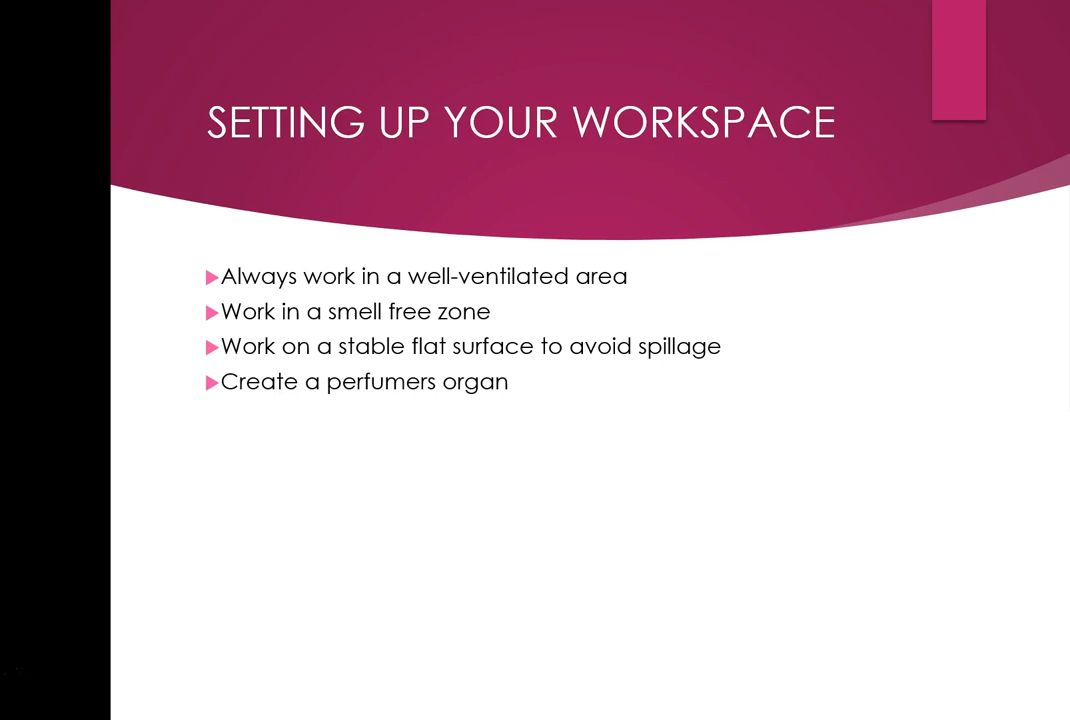 SETTING UP YOUR WORKSPACE
Always work in a well-ventilated area
Work in a smell free zone
Work on a stable flat surface to avoid spillage
Create a perfumers organ